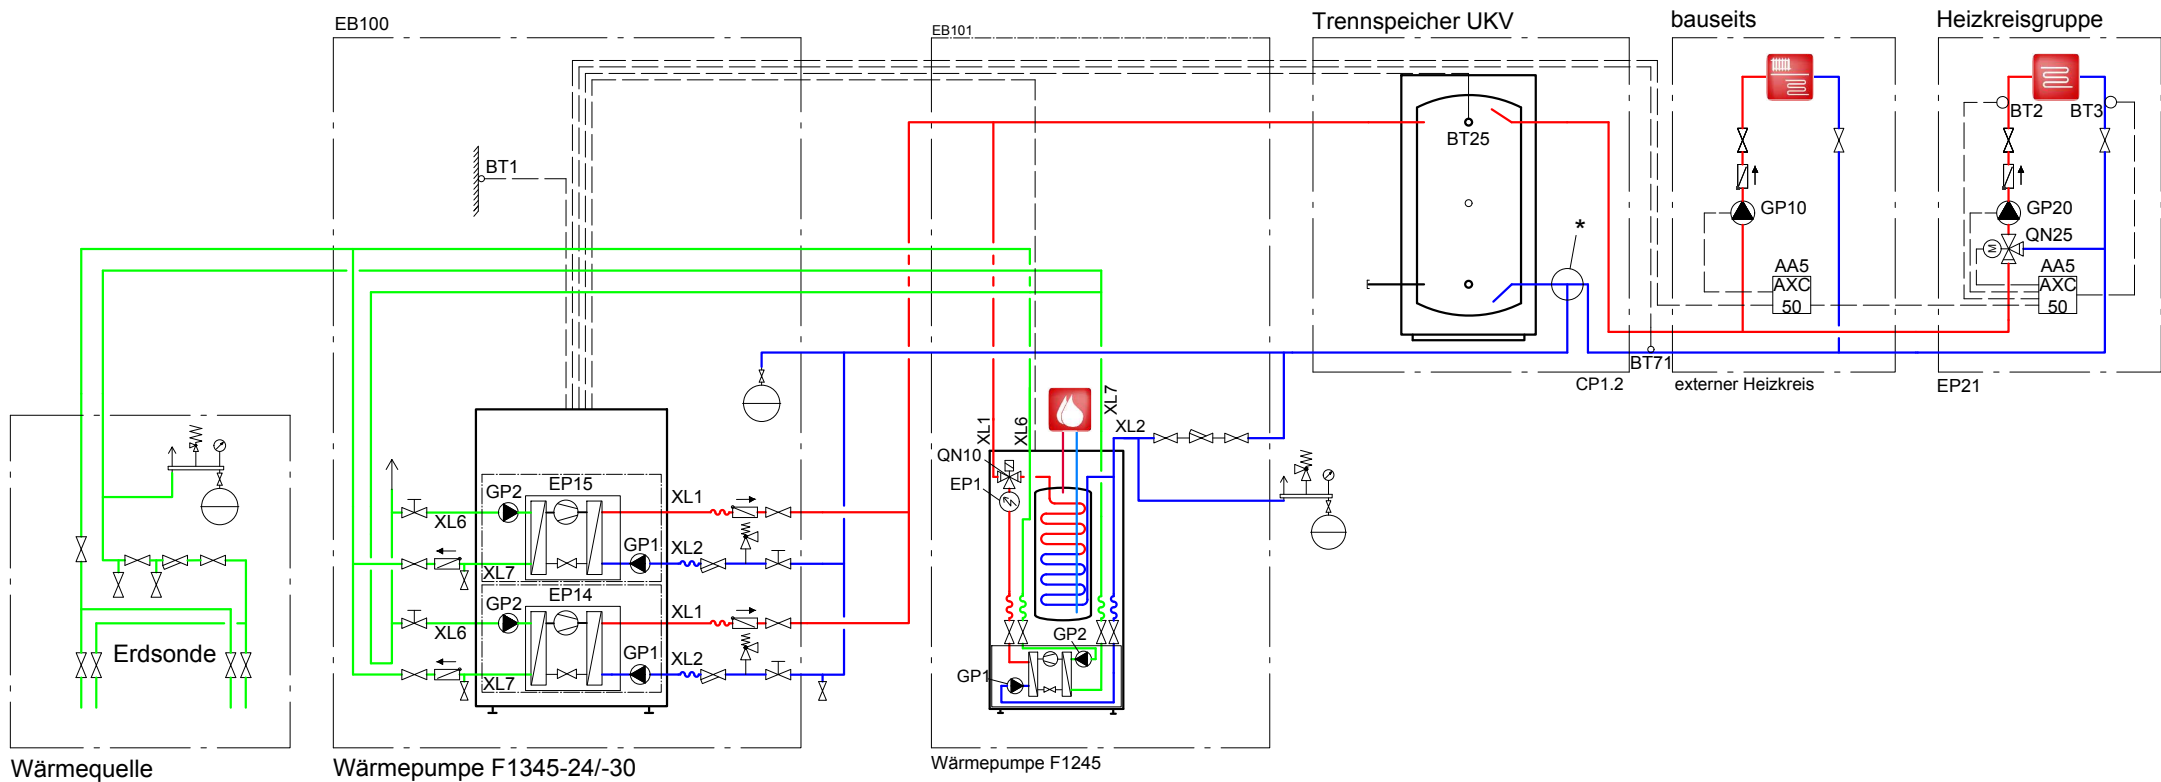 EB100
EB101
Trennspeicher UKV
bauseits
Heizkreisgruppe
BT1
BT25
BT2
BT3
GP10
GP20
QN25
*
M
AA5
AXC
50
AA5
AXC
50
BT71
CP1.2
externer Heizkreis
EP21
XL1
XL6
XL7
XL2
QN10
EP1
GP2
EP15
XL1
XL6
GP1
XL2
XL7
GP2
EP14
XL1
XL6
GP1
XL2
XL7
GP2
GP1
Erdsonde
Wärmequelle
Wärmepumpe F1345-24/-30
Wärmepumpe F1245